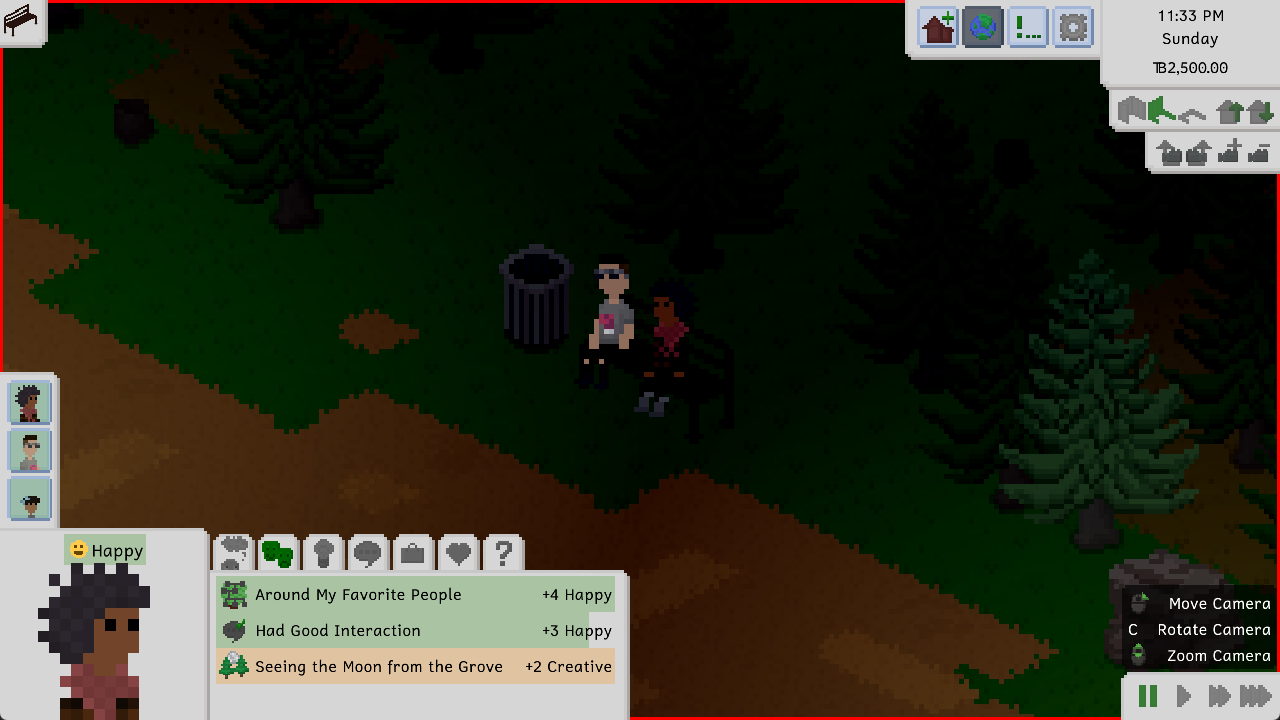 11:33 PM
Sunday
ƁB2,500.00
Happy
?
Around My Favorite People +4 Happy
Had Good Interaction +3 Happy
Seeing the Moon from the Grove +2 Creative
Move Camera
C Rotate Camera
Zoom Camera